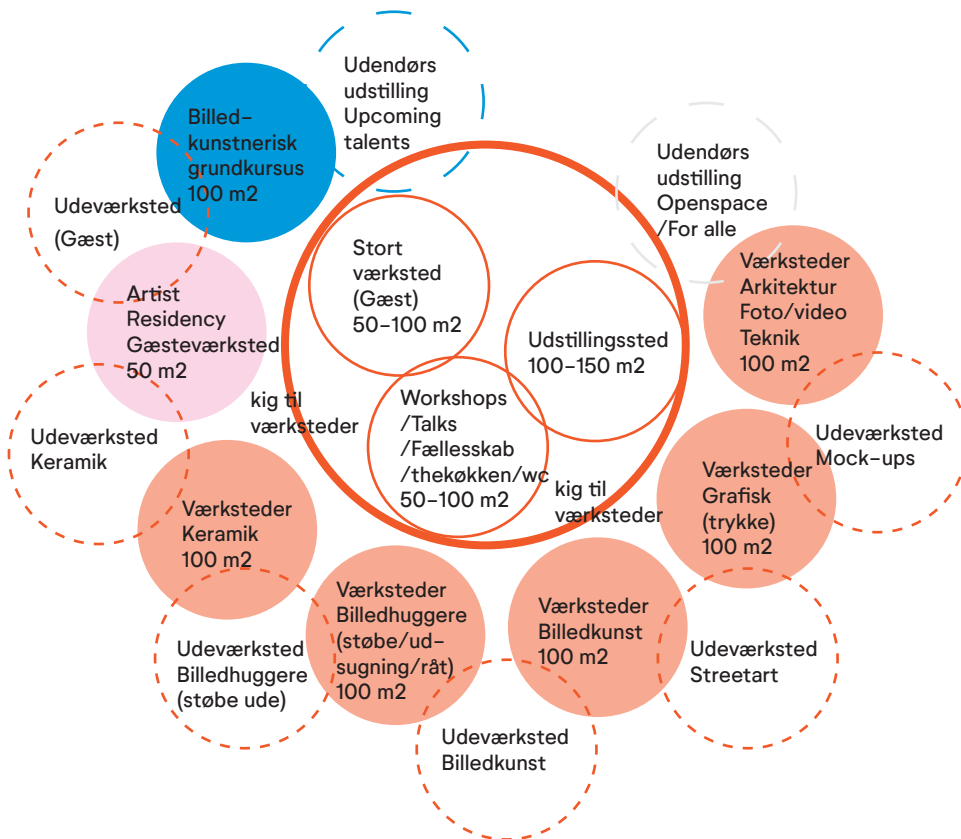 Udendørs
udstilling
Upcoming
talents
Billed–
kunstnerisk
grundkursus
100 m2
Udendørs
udstilling
Openspace
/For alle
Udeværksted
(Gæst)
Stort
værksted
(Gæst)
50–100 m2
Værksteder
Arkitektur
Foto/video
Teknik
100 m2
Artist
Residency
Gæsteværksted
50 m2
Udstillingssted
100–150 m2
kig til
værksteder
Workshops
/Talks
/Fællesskab
/thekøkken/wc
50–100 m2
Udeværksted
Keramik
Udeværksted
Mock–ups
kig til
værksteder
Værksteder
Grafisk
(trykke)
100 m2
Værksteder
Keramik
100 m2
Værksteder
Billedhuggere
(støbe/ud–
sugning/råt)
100 m2
Værksteder
Billedkunst
100 m2
Udeværksted
Billedhuggere
(støbe ude)
Udeværksted
Streetart
Udeværksted
Billedkunst